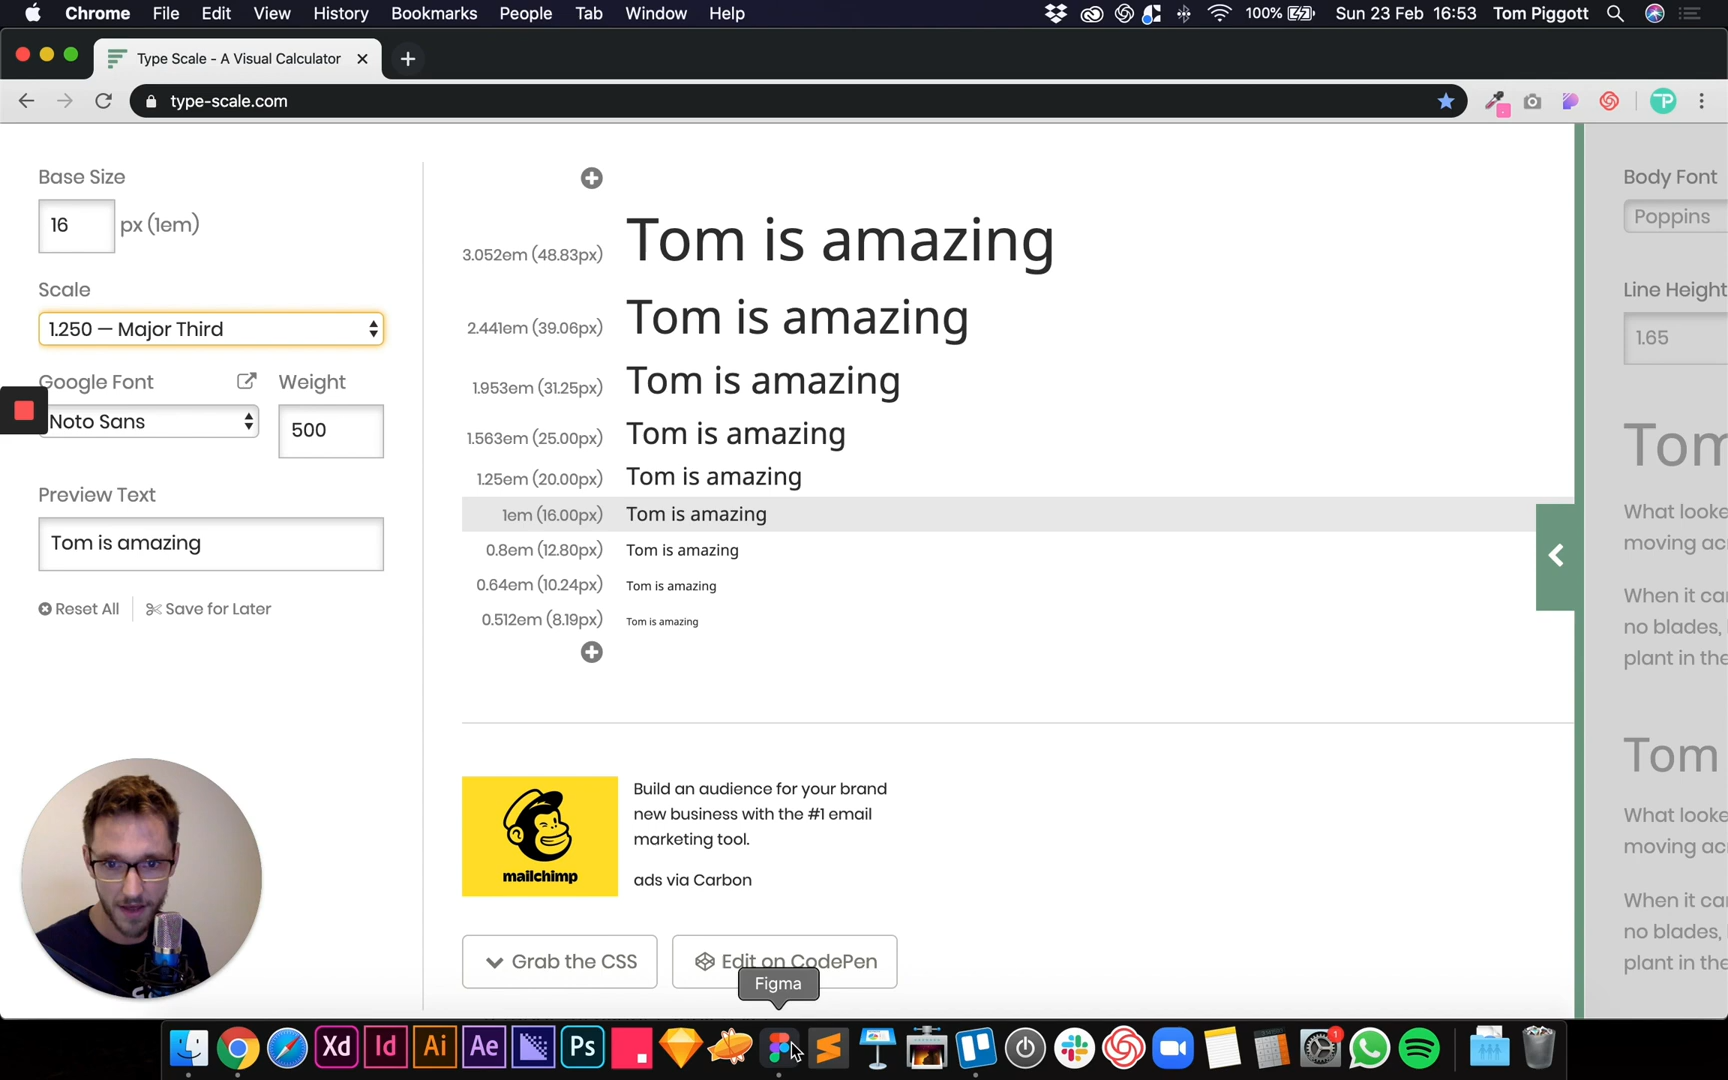 Chrome File Edit View History Bookmarks People Tab Window Help 100% Sun 23 Feb 16:53 Tom Piggott
Type Scale - A Visual Calculator
type-scale.com
Base Size
16 px (1em)
Scale
1.250 — Major Third
Google Font Weight
Noto Sans 500
Preview Text
Tom is amazing
Reset All Save for Later
3.052em (48.83px) Tom is amazing
2.441em (39.06px) Tom is amazing
1.953em (31.25px) Tom is amazing
1.563em (25.00px) Tom is amazing
1.25em (20.00px) Tom is amazing
1em (16.00px) Tom is amazing
0.8em (12.80px) Tom is amazing
0.64em (10.24px) Tom is amazing
0.512em (8.19px) Tom is amazing
mailchimp
Build an audience for your brand
new business with the #1 email
marketing tool.
ads via Carbon
Grab the CSS Edit on CodePen
Figma
Body Font
Poppins
Line Height
1.65
Tom
What looke
moving acr
When it car
no blades,
plant in the
Tom
What looke
moving acr
When it car
no blades,
plant in the
Xd Id Ai Ae Ps
TP
1